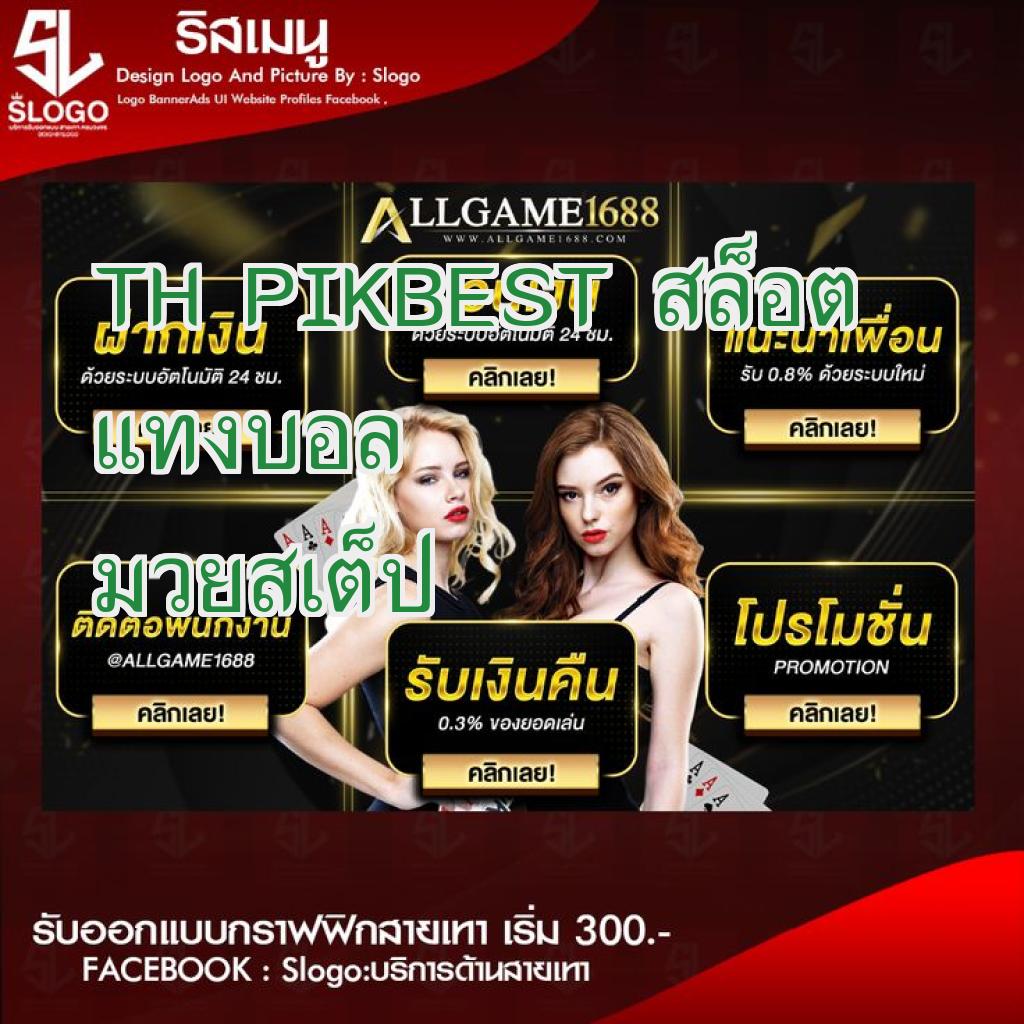 SL
SLOGO
ริสเมนู
Design Logo And Picture By : Slogo
Logo BannerAds UI Website Profiles Facebook .
ALLGAME1688
WWW.ALLGAME1688.COM
TH PIKBEST สล็อต
แทงบอล
มวยสเต็ป
ฝากเงิน
ด้วยระบบอัตโนมัติ 24 ชม.
ด้วยระบบอัตโนมัติ 24 ชม.
คลิกเลย!
แนะนำเพื่อน
รับ 0.8% ด้วยระบบใหม่
คลิกเลย!
ติดต่อพนักงาน
@ALLGAME1688
คลิกเลย!
รับเงินคืน
0.3% ของยอดเล่น
คลิกเลย!
โปรโมชั่น
PROMOTION
คลิกเลย!
รับออกแบบกราฟฟิกสายเทา เริ่ม 300.-
FACEBOOK : Slogo:บริการด้านสายเทา